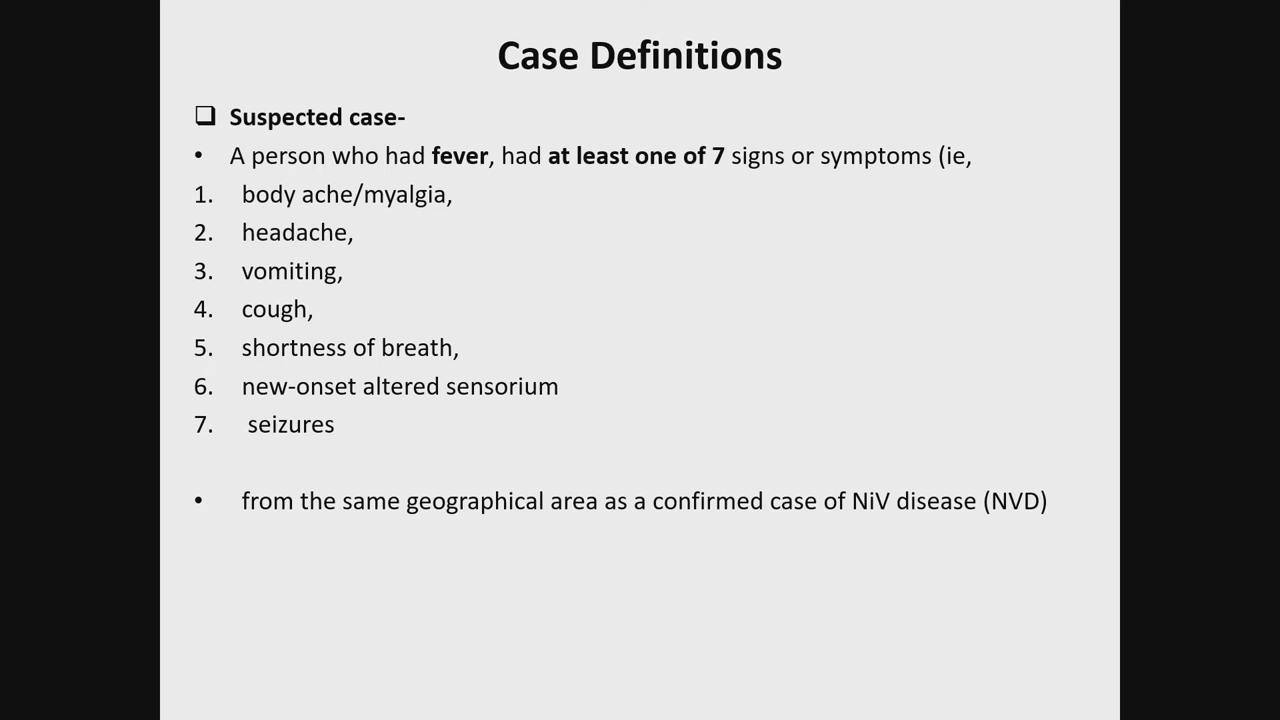 Case Definitions
❑ Suspected case-
• A person who had fever, had at least one of 7 signs or symptoms (ie,
1. body ache/myalgia,
2. headache,
3. vomiting,
4. cough,
5. shortness of breath,
6. new-onset altered sensorium
7. seizures
• from the same geographical area as a confirmed case of NiV disease (NVD)